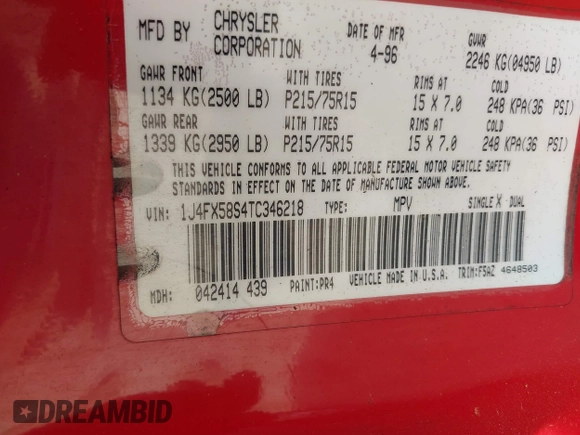 MFD BY CHRYSLER CORPORATION DATE OF MFR 4-96 GVWR 2246 KG(04950 LB)
GAWR FRONT WITH TIRES RIMS AT COLD
1134 KG(2500 LB) P215/75R15 15 X 7.0 248 KPA(36 PSI)
GAWR REAR WITH TIRES RIMS AT COLD
1339 KG(2950 LB) P215/75R15 15 X 7.0 248 KPA(36 PSI)
THIS VEHICLE CONFORMS TO ALL APPLICABLE FEDERAL MOTOR VEHICLE SAFETY
STANDARDS IN EFFECT ON THE DATE OF MANUFACTURE SHOWN ABOVE.
VIN: 1J4FX58S4TC346218 TYPE: MPV SINGLE X DUAL
MDH: 042414 439 PAINT:PR4 VEHICLE MADE IN U.S.A. TRIM:F5AZ 4648503
DREAMBID